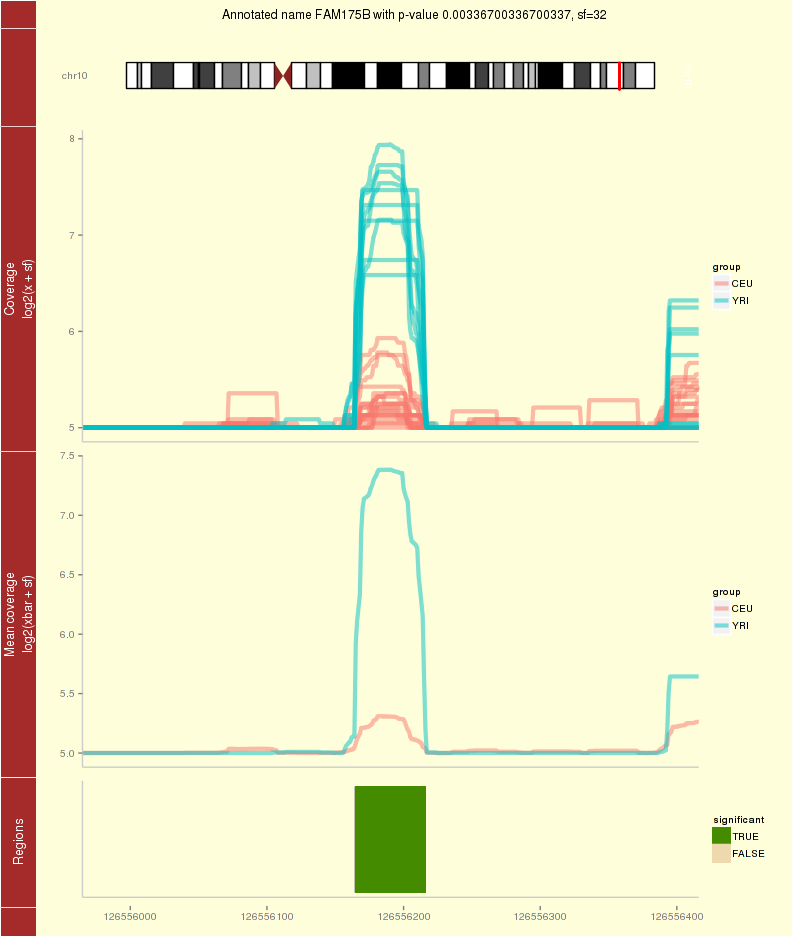 Annotated name FAM175B with p-value 0.00336700336700337, sf=32
chr10
Coverage
log2(x + sf)
8
7
6
5
group
CEU
YRI
Mean coverage
log2(xbar + sf)
7.5
7.0
6.5
6.0
5.5
5.0
group
CEU
YRI
Regions
significant
TRUE
FALSE
126556000 126556100 126556200 126556300 126556400